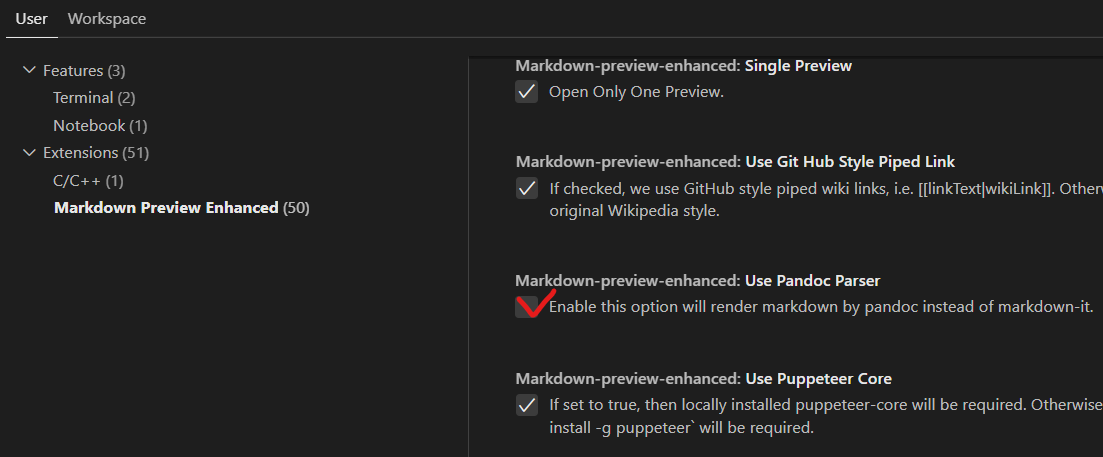 User Workspace
Features (3)
Terminal (2)
Notebook (1)
Extensions (51)
C/C++ (1)
Markdown Preview Enhanced (50)
Markdown-preview-enhanced: Single Preview
Open Only One Preview.
Markdown-preview-enhanced: Use Git Hub Style Piped Link
If checked, we use GitHub style piped wiki links, i.e. [[linkText|wikiLink]]. Otherw
original Wikipedia style.
Markdown-preview-enhanced: Use Pandoc Parser
Enable this option will render markdown by pandoc instead of markdown-it.
Markdown-preview-enhanced: Use Puppeteer Core
If set to true, then locally installed puppeteer-core will be required. Otherwise
install -g puppeteer` will be required.